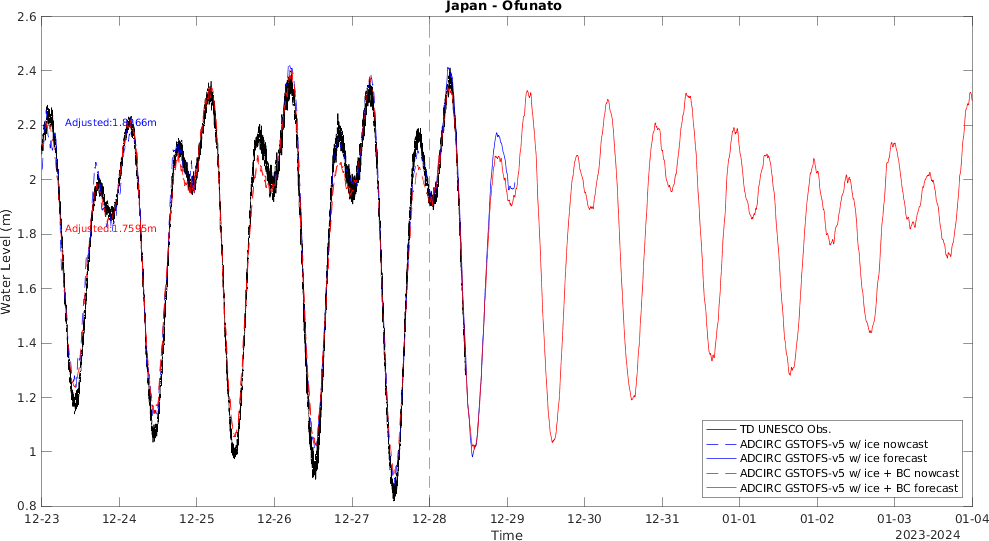 Japan - Ofunato
2.6
2.4
2.2
2
1.8
1.6
1.4
1.2
1
0.8
Water Level (m)
Adjusted:1.8466m
Adjusted:1.7595m
TD UNESCO Obs.
ADCIRC GSTOFS-v5 w/ ice nowcast
ADCIRC GSTOFS-v5 w/ ice forecast
ADCIRC GSTOFS-v5 w/ ice + BC nowcast
ADCIRC GSTOFS-v5 w/ ice + BC forecast
12-23 12-24 12-25 12-26 12-27 12-28 12-29 12-30 12-31 01-01 01-02 01-03 01-04
Time
2023-2024